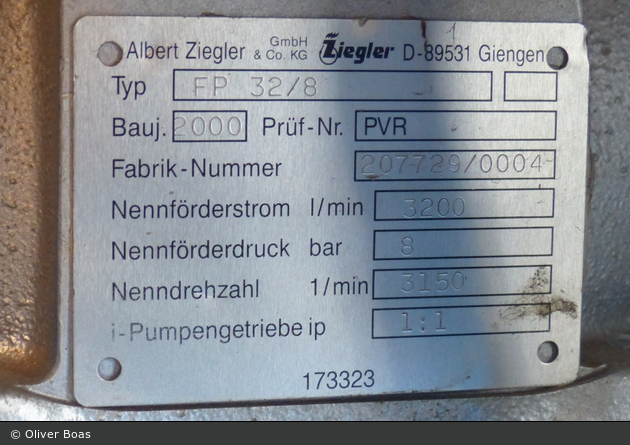 Albert Ziegler GmbH & Co. KG Ziegler D-89531 Giengen
Typ FP 32/8
Bauj. 2000 Prüf-Nr. PVR
Fabrik-Nummer 207729/0004
Nennförderstrom l/min 3200
Nennförderdruck bar 8
Nenndrehzahl 1/min 3150
i-Pumpengetriebe ip 1:1
173323
© Oliver Boas